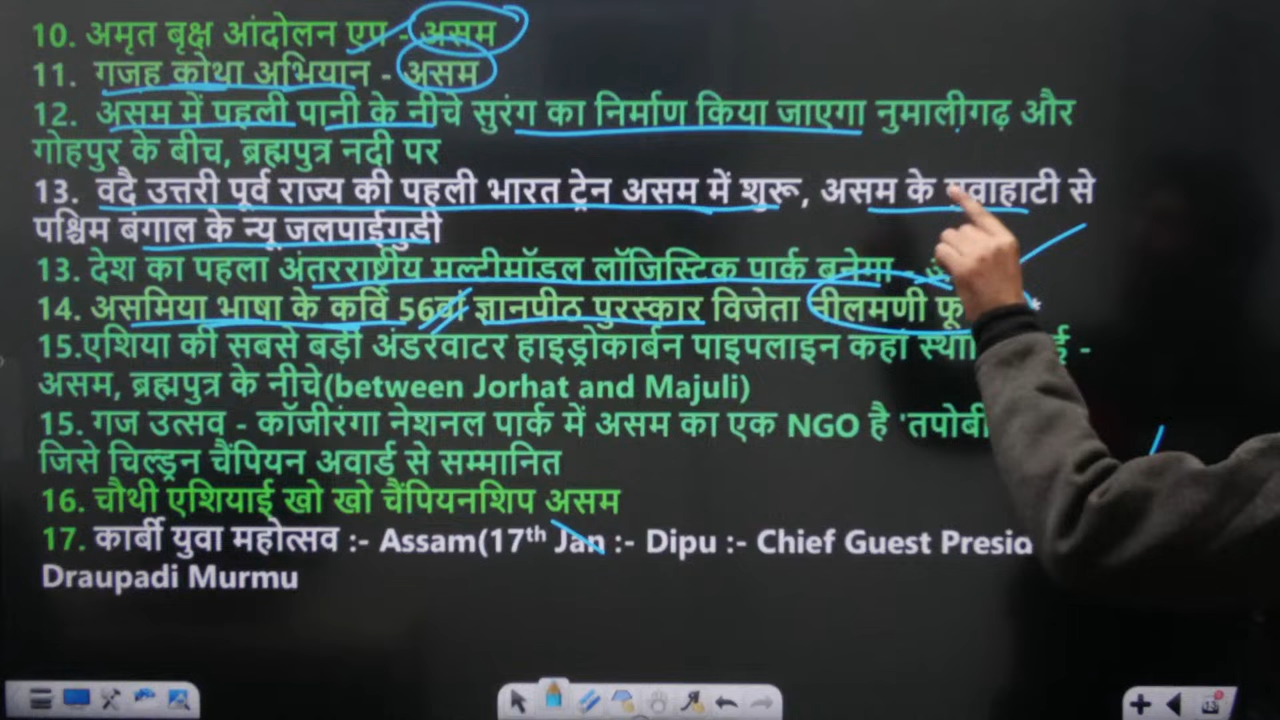 10. अमृत बृक्ष आंदोलन एप - असम
11. गजह कोथा अभियान - असम
12. असम में पहली पानी के नीचे सुरंग का निर्माण किया जाएगा नुमालीगढ़ और
गोहपुर के बीच, ब्रह्मपुत्र नदी पर
13. वदै उत्तरी पूर्व राज्य की पहली भारत ट्रेन असम में शुरू, असम के गुवाहाटी से
पश्चिम बंगाल के न्यू जलपाईगुडी
13. देश का पहला अंतरराष्ट्रीय मल्टीमॉडल लॉजिस्टिक पार्क बनेगा -
14. असमिया भाषा के कवि 56वां ज्ञानपीठ पुरस्कार विजेता नीलमणी
15.एशिया की सबसे बड़ी अंडरवाटर हाइड्रोकार्बन पाइपलाइन कहां -
असम, ब्रह्मपुत्र के नीचे(between Jorhat and Majuli)
15. गज उत्सव - कॉजीरंगा नेशनल पार्क में असम का एक NGO है
जिसे चिल्ड्रन चैंपियन अवार्ड से सम्मानित
16. चौथी एशियाई खो खो चैंपियनशिप असम
17. कार्बी युवा महोत्सव :- Assam(17th Jan :- Dipu :- Chief Guest
Draupadi Murmu